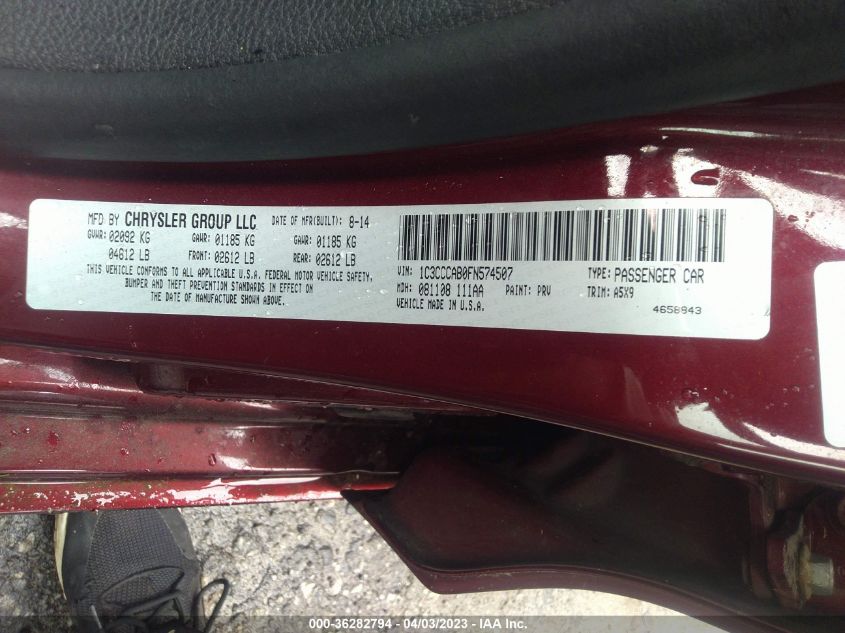 MFD BY CHRYSLER GROUP LLC DATE OF MFR(BUILT): 8-14
GVWR: 02092 KG GAWR: 01185 KG GAWR: 01185 KG
04612 LB FRONT: 02612 LB REAR: 02612 LB
THIS VEHICLE CONFORMS TO ALL APPLICABLE U.S.A. FEDERAL MOTOR VEHICLE SAFETY,
BUMPER AND THEFT PREVENTION STANDARDS IN EFFECT ON
THE DATE OF MANUFACTURE SHOWN ABOVE.
VIN: 1C3CCCAB0FN574507 TYPE: PASSENGER CAR
MDH: 081108 111AA PAINT: PRV TRIM: A5X9
VEHICLE MADE IN U.S.A. 4658943
000-36282794 - 04/03/2023 - IAA Inc.